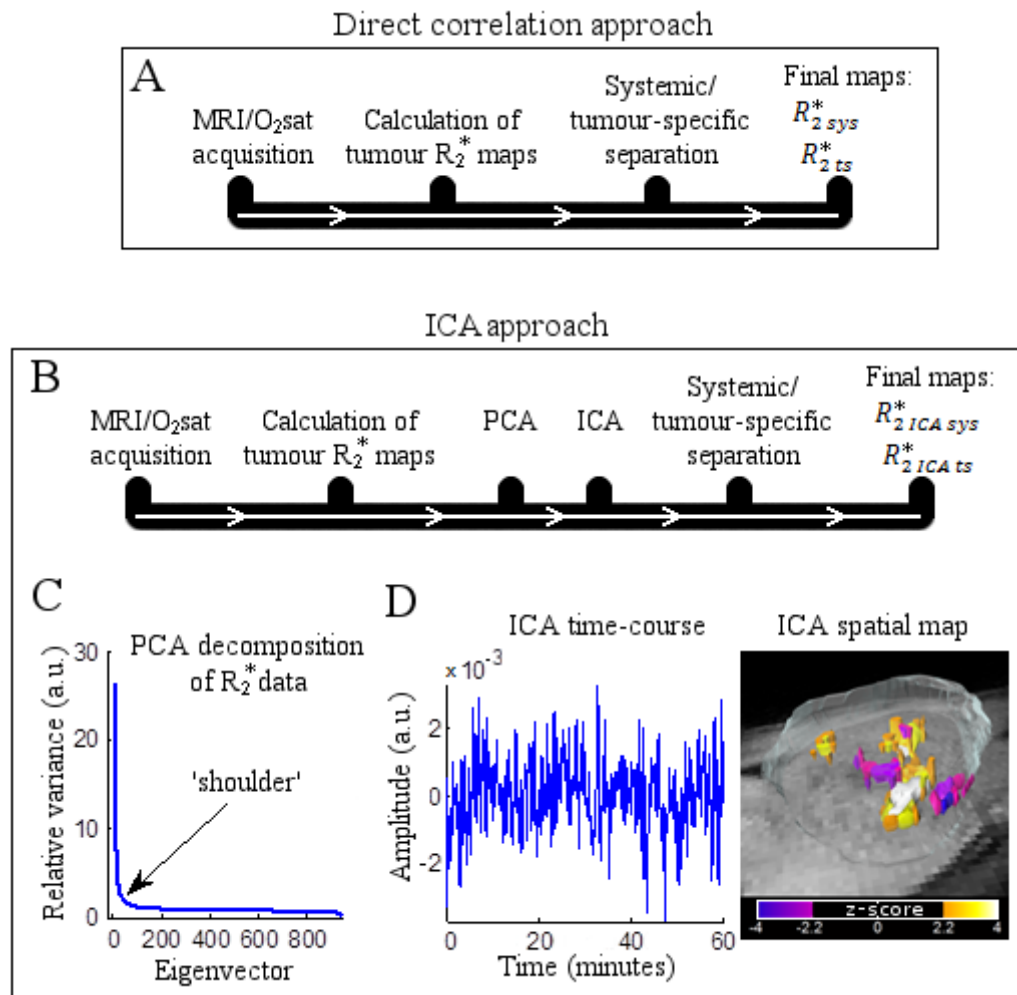 Direct correlation approach
A
MRI/O₂sat
acquisition
Calculation of
tumour R₂* maps
Systemic/
tumour-specific
separation
Final maps:
R*₂ sys
R*₂ ts
ICA approach
B
MRI/O₂sat
acquisition
Calculation of
tumour R₂* maps
PCA
ICA
Systemic/
tumour-specific
separation
Final maps:
R*₂ ICA sys
R*₂ ICA ts
C
PCA decomposition
of R₂* data
'shoulder'
Relative variance (a.u.)
30
20
10
0
0 200 400 600 800
Eigenvector
D
ICA time-course
x 10⁻³
Amplitude (a.u.)
2
0
-2
0 20 40 60
Time (minutes)
ICA spatial map
z-score
-4 -2.2 0 2.2 4